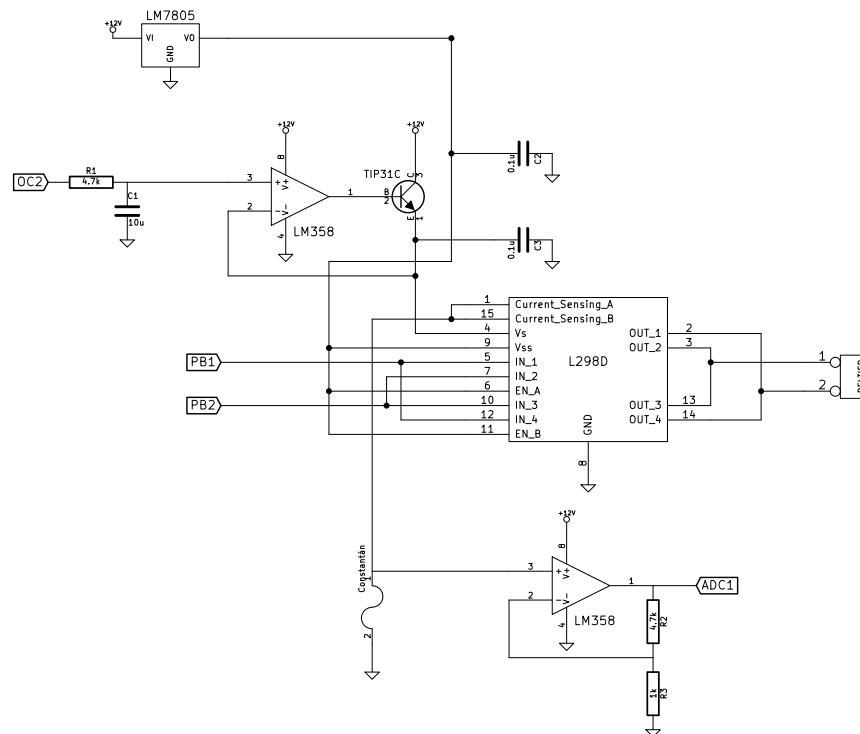 LM7805
+12V
VI VO
GND
+12V
+12V
8
TIP31C
C 3
0.1u C2
OC2
R1
4.7k
3 + V+
B 2
1
C1
10u
2 - V-
4
LM358
E 1
0.1u C3
1 Current_Sensing_A
15 Current_Sensing_B
4 Vs OUT_1 2
9 Vss OUT_2 3
PB1
5 IN_1 L298D
1
7 IN_2
6 EN_A
2
PB2
10 IN_3 OUT_3 13
12 IN_4 OUT_4 14
11 EN_B
GND
8
+12V
8
Constantán
1
3 + V+
1
ADC1
2 - V-
4
LM358
4.7k R2
2
1k R3